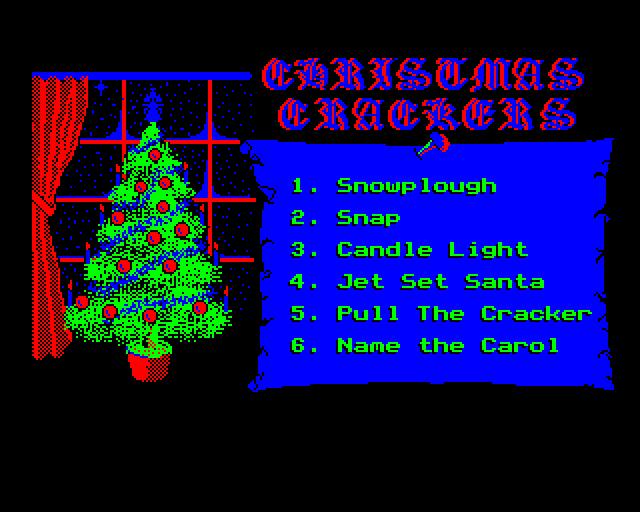 CHRISTMAS
CRACKERS
1. Snowplough
2. Snap
3. Candle Light
4. Jet Set Santa
5. Pull The Cracker
6. Name the Carol